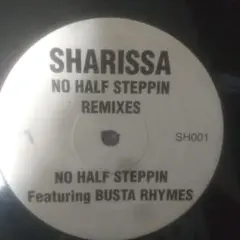 SHARISSA
NO HALF STEPPIN
REMIXES
SH001
NO HALF STEPPIN
Featuring BUSTA RHYMES